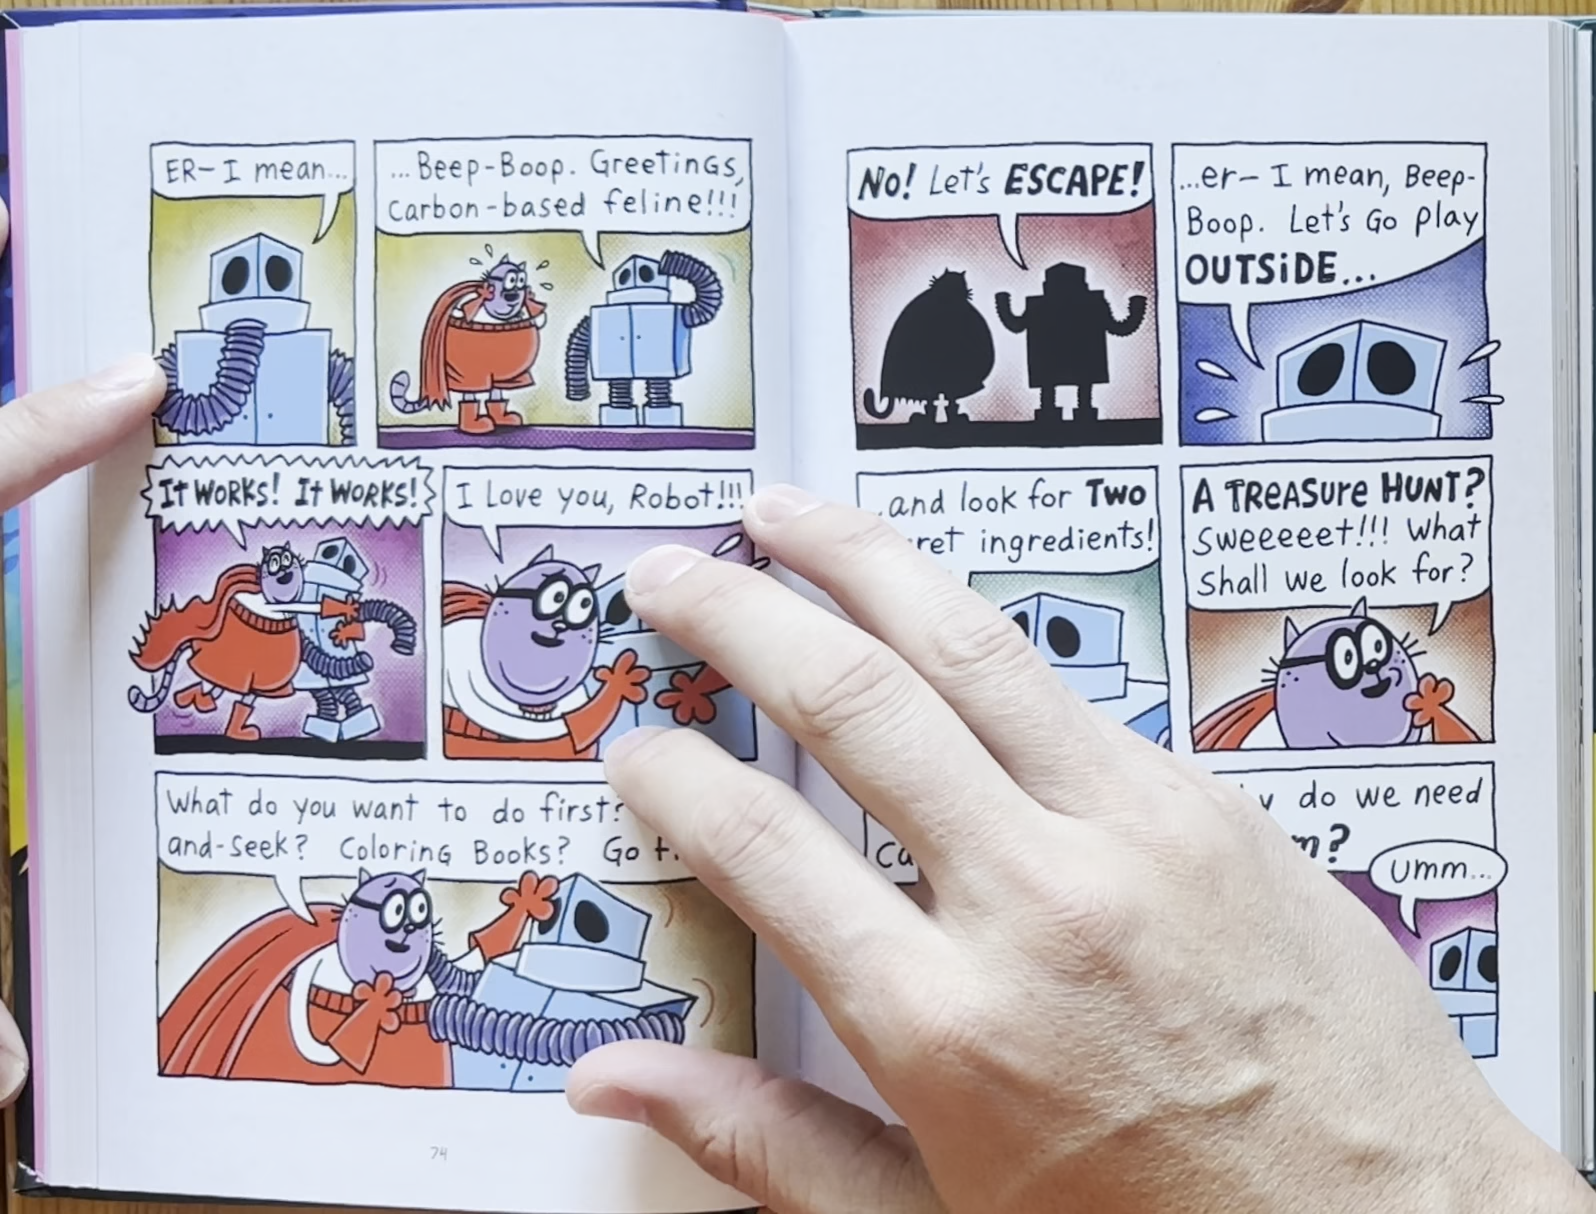 ER- I mean...
...Beep-Boop. Greetings,
Carbon-based feline!!!
It WORKS! It WORKS!
I Love you, Robot!!!
What do you want to do first?
and-seek? Coloring Books? Go
74
No! Let's ESCAPE!
...er- I mean, Beep-
Boop. Let's Go play
OUTSiDE...
and look for Two
ingredients!
A TReASure HUNT?
Sweeeeet!!! What
Shall we look for?
do we need
umm...